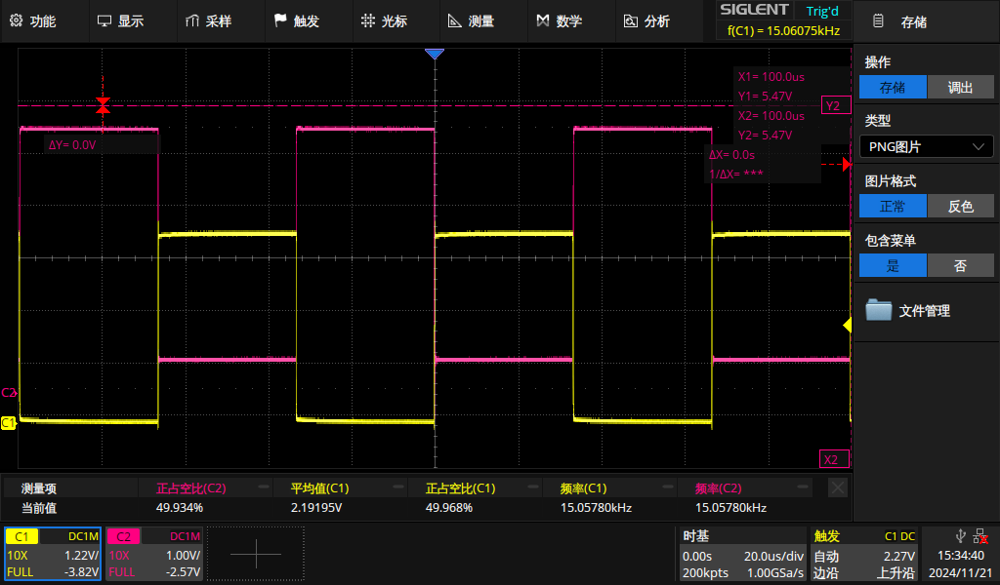 功能 显示 采样 触发 光标 测量 数学 分析
SIGLENT Trig'd
f(C1) = 15.06075kHz
存储
操作
存储 调出
类型
PNG图片
图片格式
正常 反色
包含菜单
是 否
文件管理
X1= 100.0us
Y1= 5.47V
X2= 100.0us
Y2= 5.47V
Y2
ΔY= 0.0V
ΔX= 0.0s
1/ΔX= ***
C2
C1
X2
测量项 正占空比(C2) 平均值(C1) 正占空比(C1) 频率(C1) 频率(C2)
当前值 49.934% 2.19195V 49.968% 15.05780kHz 15.05780kHz
C1 DC1M
10X 1.22V/
FULL -3.82V
C2 DC1M
10X 1.00V/
FULL -2.57V
时基
0.00s 20.0us/div
200kpts 1.00GSa/s
触发 C1 DC
自动 2.27V
边沿 上升沿
15:34:40
2024/11/21